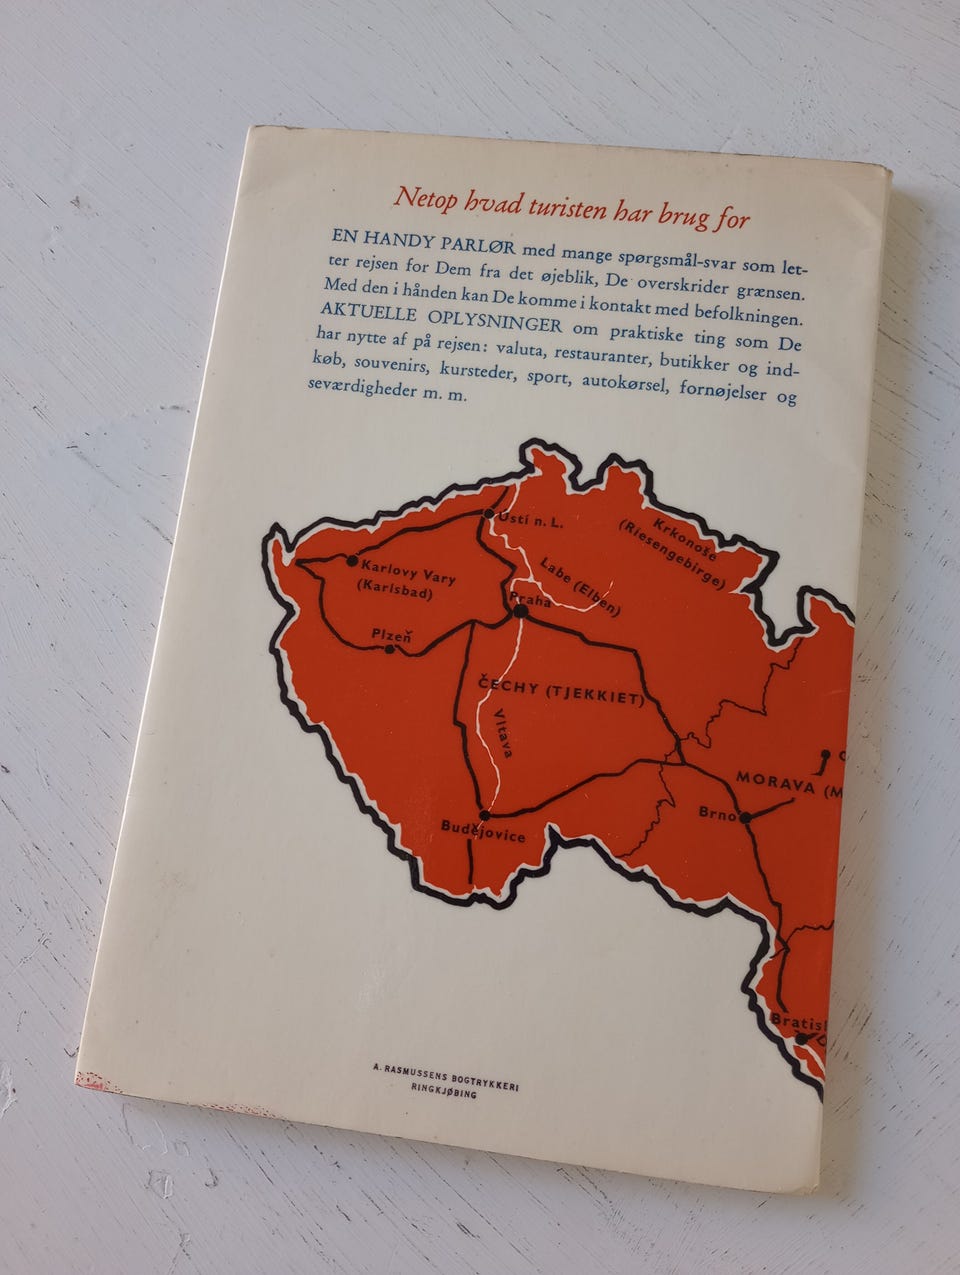 Netop hvad turisten har brug for
EN HANDY PARLØR med mange spørgsmål-svar som let-
ter rejsen for Dem fra det øjeblik, De overskrider grænsen.
Med den i hånden kan De komme i kontakt med befolkningen.
AKTUELLE OPLYSNINGER om praktiske ting som De
har nytte af på rejsen: valuta, restauranter, butikker og ind-
køb, souvenirs, kursteder, sport, autokørsel, fornøjelser og
seværdigheder m. m.
Ústí n. L.
Krkonoše
(Riesengebirge)
Karlovy Vary
(Karlsbad)
Labe (Elben)
Praha
Plzeň
ČECHY (TJEKKIET)
Vltava
MORAVA (M
Brno
Budějovice
Bratisl
A. RASMUSSENS BOGTRYKKERI
RINGKJØBING